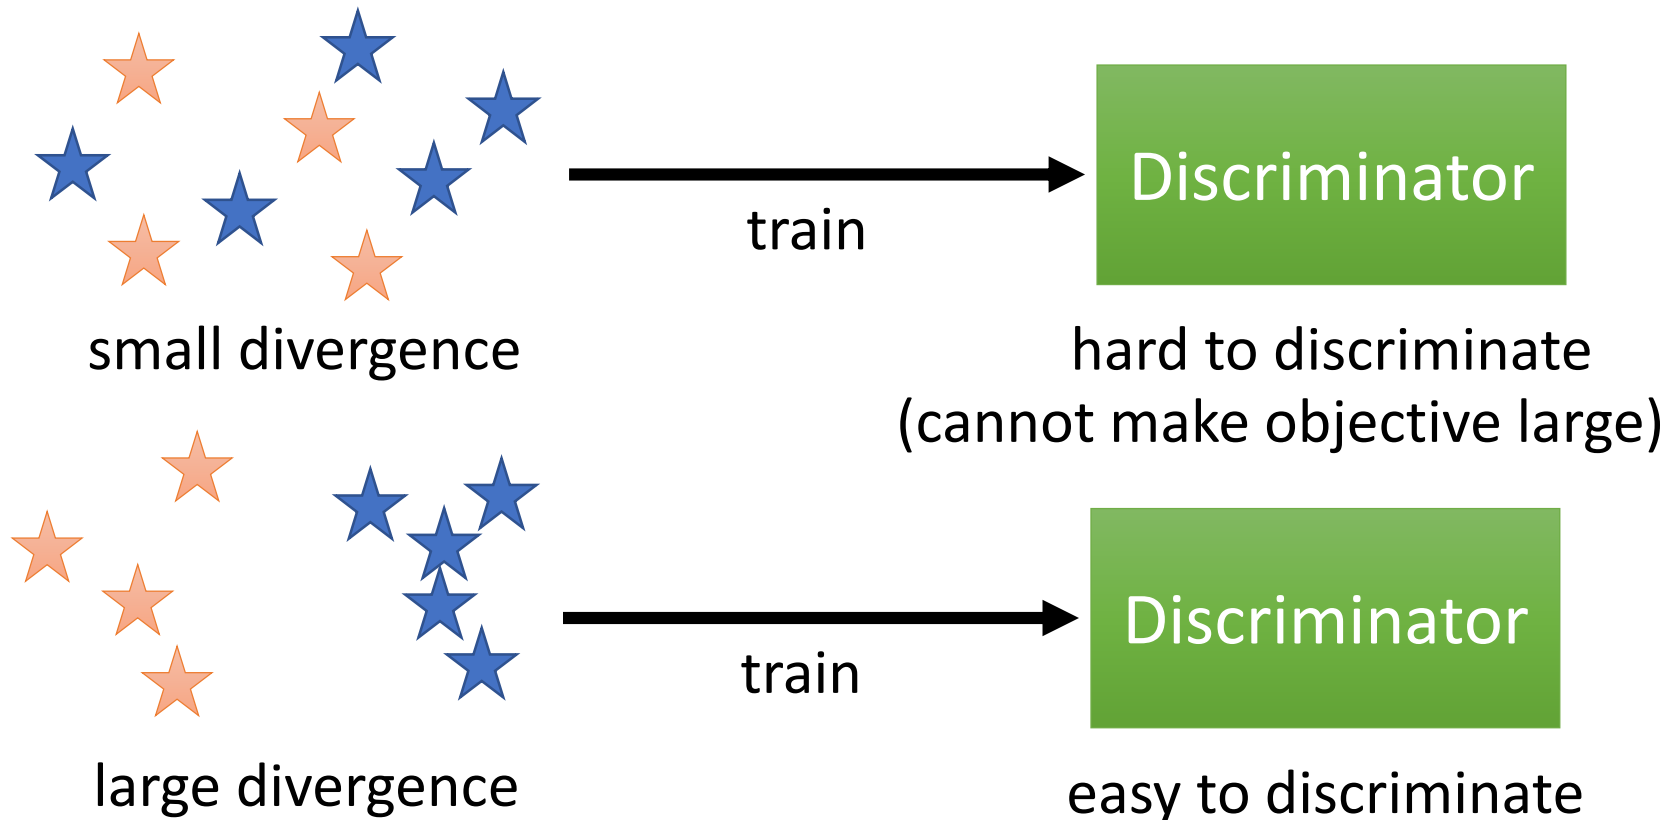 Discriminator
train
small divergence
hard to discriminate
(cannot make objective large)
Discriminator
train
large divergence
easy to discriminate